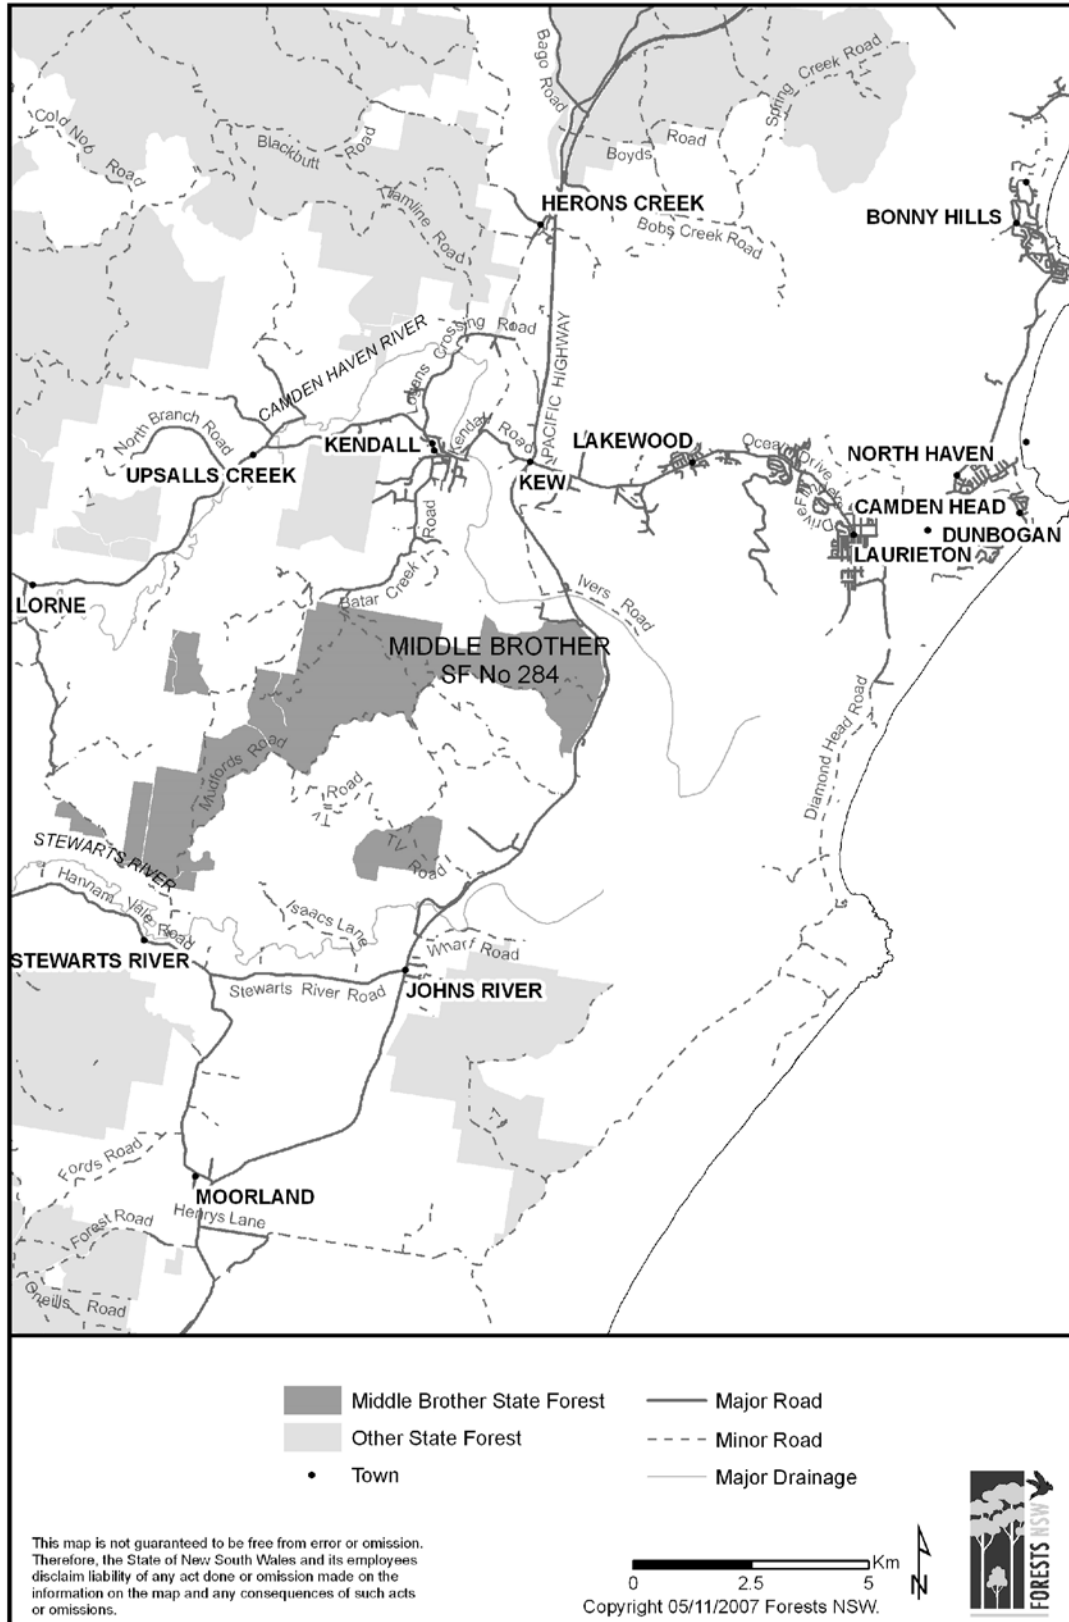 Bago Road
Spring Creek Road
Cold No6 Road
Blackbutt Road
Boyds Road
Hamline Road
HERONS CREEK
BONNY HILLS
Bobs Creek Road
CAMDEN HAVEN RIVER
Logans Crossing Road
PACIFIC HIGHWAY
North Branch Road
KENDALL
Kendall Road
LAKEWOOD
Ocean Drive
NORTH HAVEN
UPSALLS CREEK
KEW
CAMDEN HEAD
DUNBOGAN
LAURIETON
Batar Creek Road
Ivers Road
LORNE
MIDDLE BROTHER
SF No 284
Diamond Head Road
Mudfords Road
TV Road
TV Road
STEWARTS RIVER
Hannam Vale Road
Isaacs Lane
Wharf Road
STEWARTS RIVER
Stewarts River Road
JOHNS RIVER
Fords Road
MOORLAND
Henrys Lane
Forest Road
Oneills Road
Middle Brother State Forest
Major Road
Other State Forest
Minor Road
Town
Major Drainage
This map is not guaranteed to be free from error or omission.
Therefore, the State of New South Wales and its employees
disclaim liability of any act done or omission made on the
information on the map and any consequences of such acts
or omissions.
Km
0 2.5 5
Copyright 05/11/2007 Forests NSW.
N
FORESTS NSW